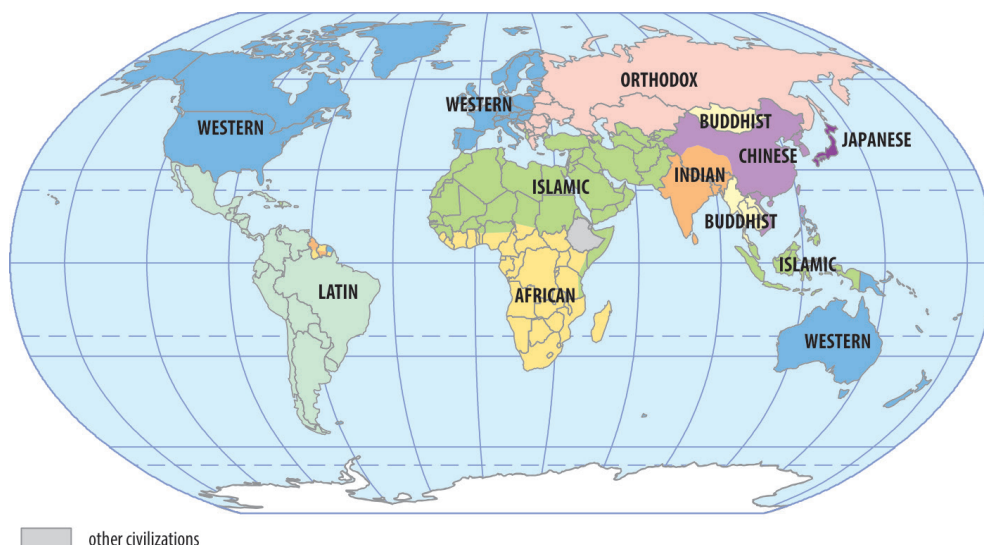 ORTHODOX
WESTERN
WESTERN
BUDDHIST
JAPANESE
CHINESE
INDIAN
ISLAMIC
BUDDHIST
ISLAMIC
LATIN
AFRICAN
WESTERN
other civilizations